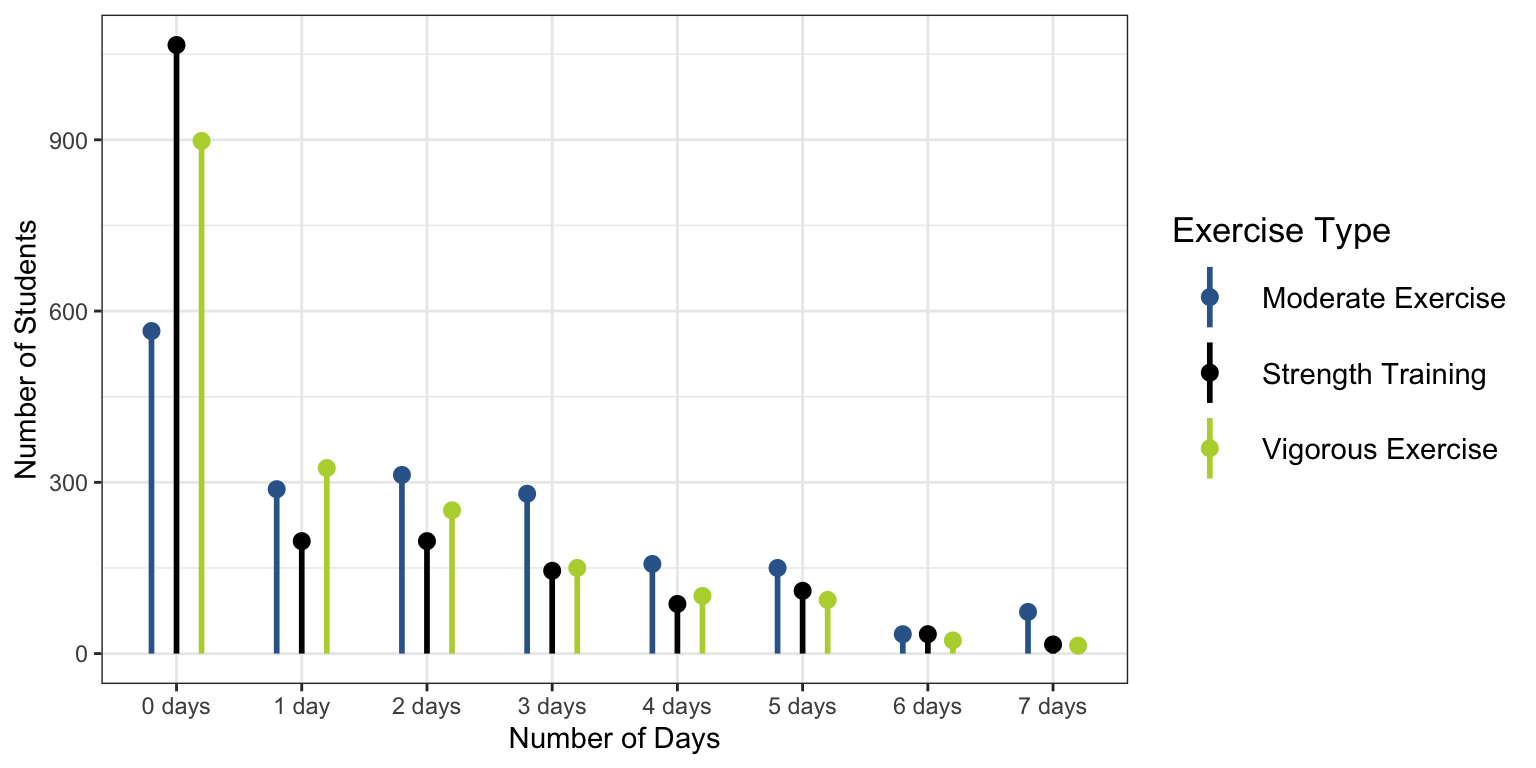 900
600
300
0
Number of Students
0 days
1 day
2 days
3 days
4 days
5 days
6 days
7 days
Number of Days
Exercise Type
Moderate Exercise
Strength Training
Vigorous Exercise